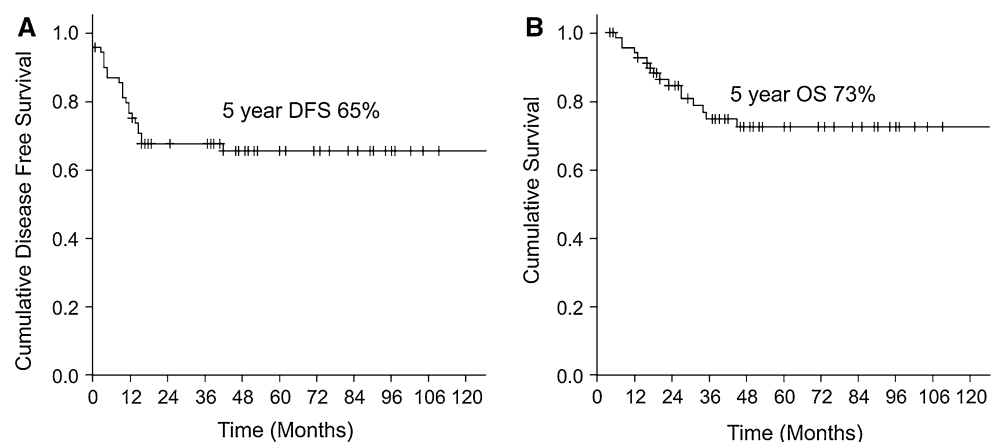 A
Cumulative Disease Free Survival
1.0
0.8
0.6
0.4
0.2
0.0
5 year DFS 65%
0 12 24 36 48 60 72 84 96 106 120
Time (Months)
B
Cumulative Survival
1.0
0.8
0.6
0.4
0.2
0.0
5 year OS 73%
0 12 24 36 48 60 72 84 96 106 120
Time (Months)